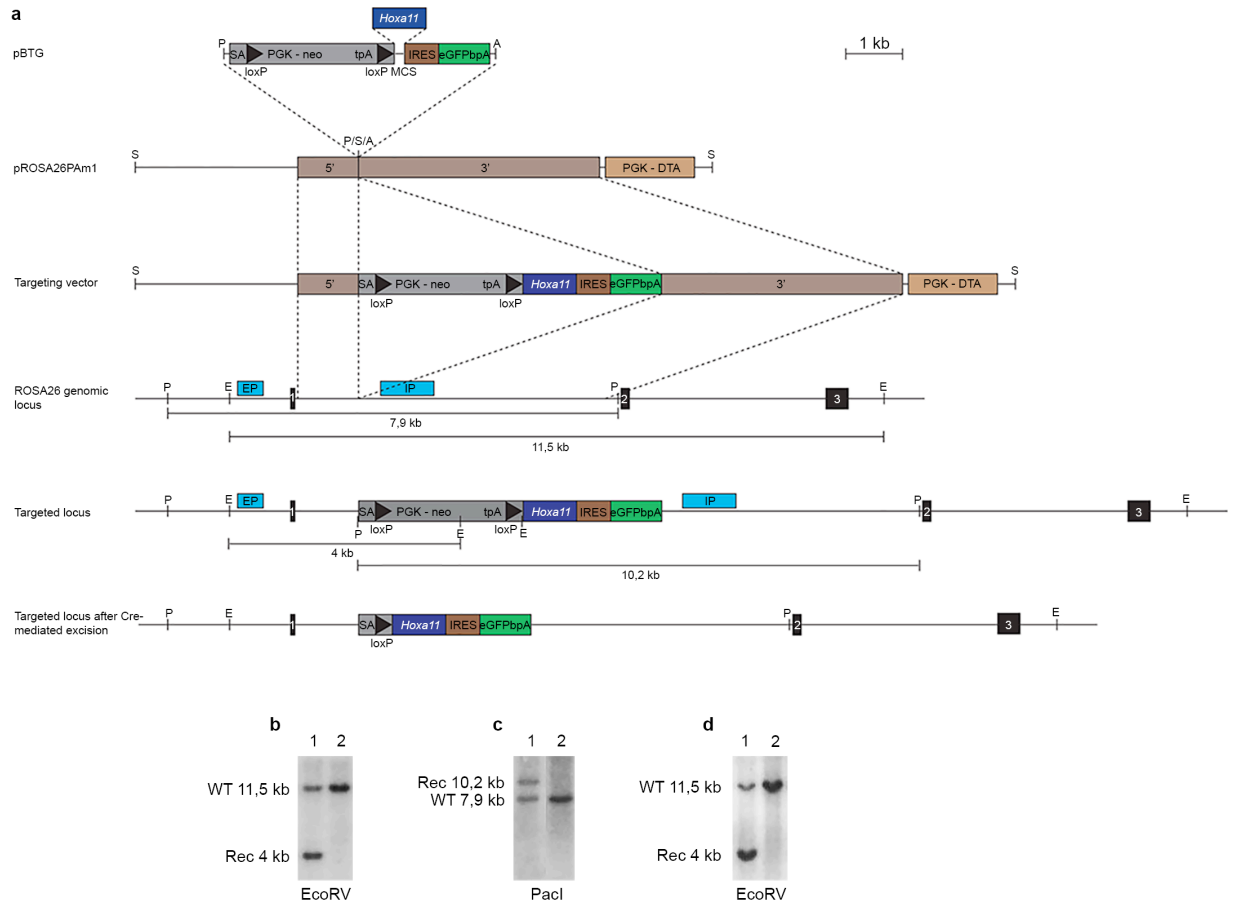 a
Hoxa11
pBTG
P
SA
PGK - neo
tpA
IRES
eGFPbpA
A
1 kb
loxP
loxP MCS
P/S/A
S
S
pROSA26PAm1
5'
3'
PGK - DTA
Targeting vector
S
S
5'
SA
PGK - neo
tpA
Hoxa11
IRES
eGFPbpA
3'
PGK - DTA
loxP
loxP
ROSA26 genomic
locus
P
E
EP
1
IP
P
2
3
E
7,9 kb
11,5 kb
Targeted locus
P
E
EP
1
SA
PGK - neo
tpA
Hoxa11
IRES
eGFPbpA
IP
P
2
3
E
loxP
loxP
P
E
E
4 kb
10,2 kb
Targeted locus after Cre-
mediated excision
P
E
1
SA
Hoxa11
IRES
eGFPbpA
P
2
3
E
loxP
b
1 2
WT 11,5 kb
Rec 4 kb
EcoRV
c
1 2
Rec 10,2 kb
WT 7,9 kb
PacI
d
1 2
WT 11,5 kb
Rec 4 kb
EcoRV